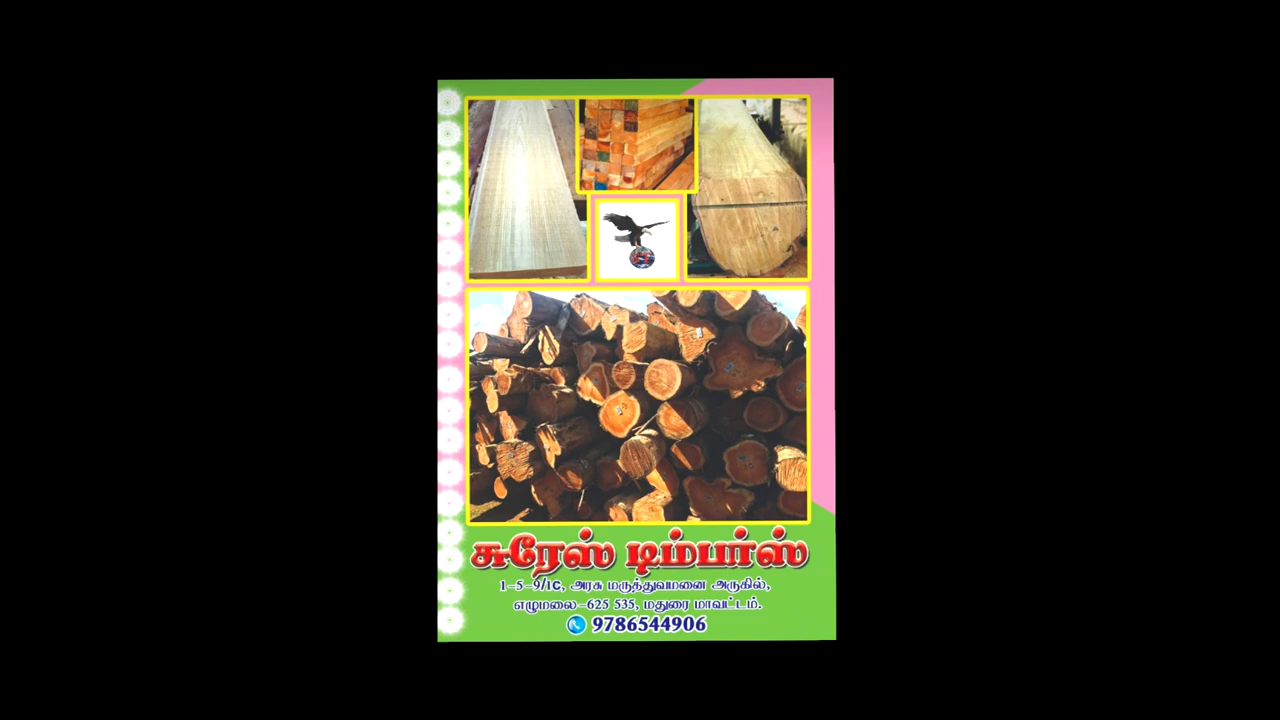 சுரேஸ் டிம்பர்ஸ்
1-5-9/1C, அரசு மருத்துவமனை அருகில்,
எழுமலை-625 535, மதுரை மாவட்டம்.
9786544906